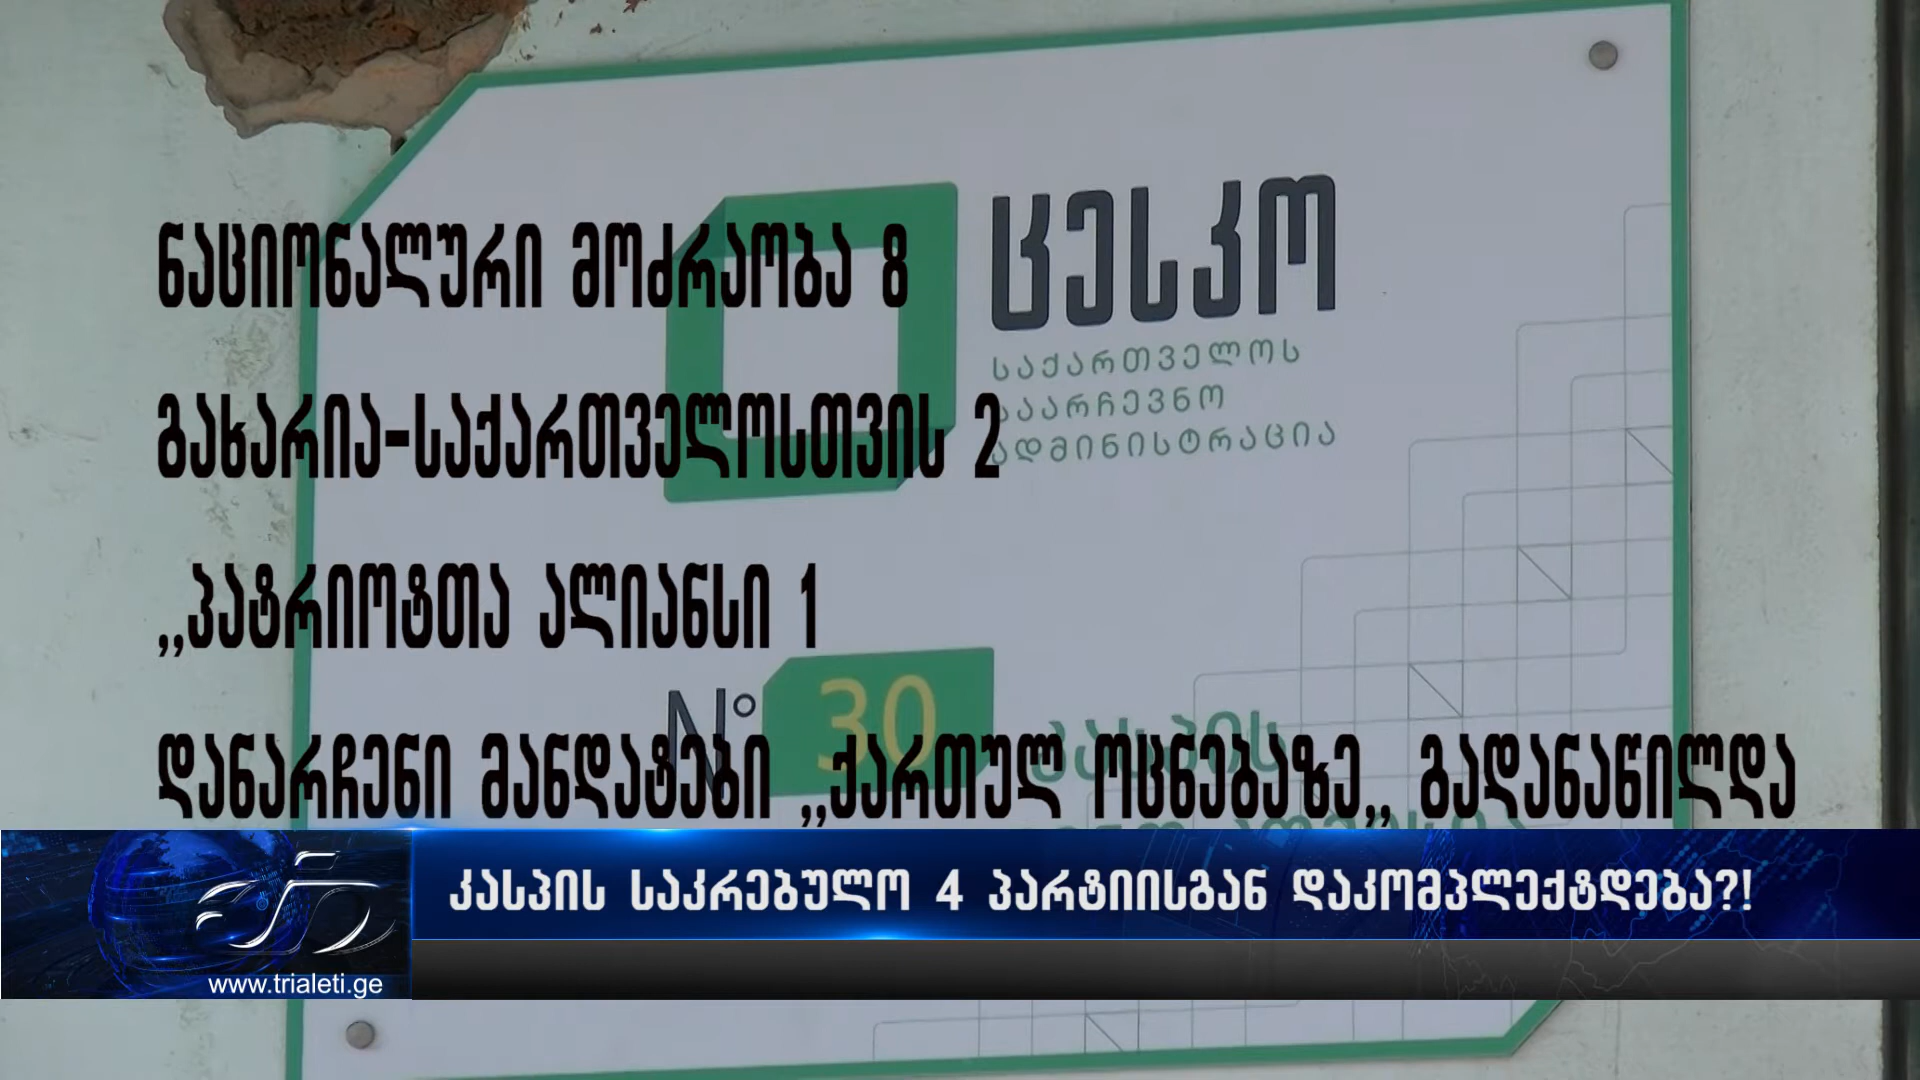 ცესკო
საქართველოს
საარჩევნო
ადმინისტრაცია
ნაციონალური მოძრაობა 8
გახარია-საქართველოსთვის 2
,,პატრიოტთა ალიანსი 1
N° 30 კასპის
დანარჩენი მანდატები ,,ქართულ ოცნებაზე,, გადანაწილდა
კასპის საკრებულო 4 პარტიისგან დაკომპლექტდება?!
www.trialeti.ge